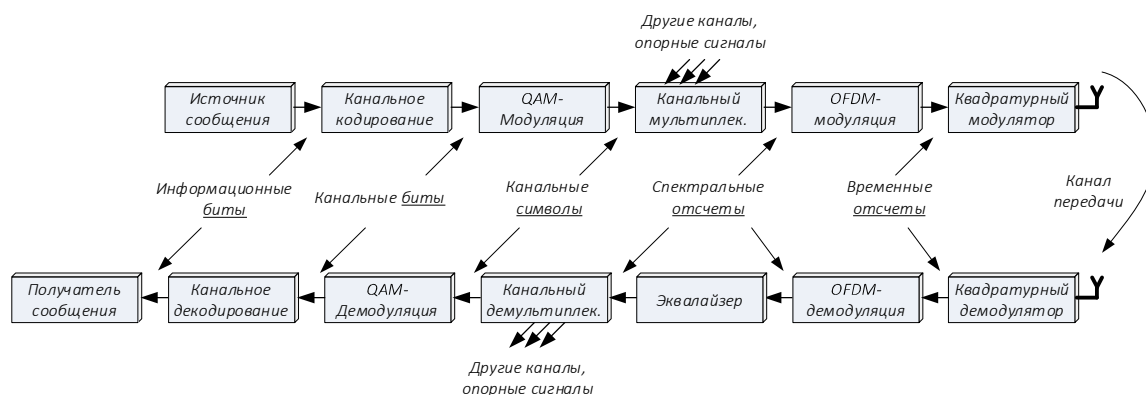 Другие каналы,
опорные сигналы
Источник
сообщения
Канальное
кодирование
QAM-
Модуляция
Канальный
мультиплек.
OFDM-
модуляция
Квадратурный
модулятор
Информационные
биты
Канальные биты
Канальные
символы
Спектральные
отсчеты
Временные
отсчеты
Канал
передачи
Получатель
сообщения
Канальное
декодирование
QAM-
Демодуляция
Канальный
демультиплек.
Эквалайзер
OFDM-
демодуляция
Квадратурный
демодулятор
Другие каналы,
опорные сигналы